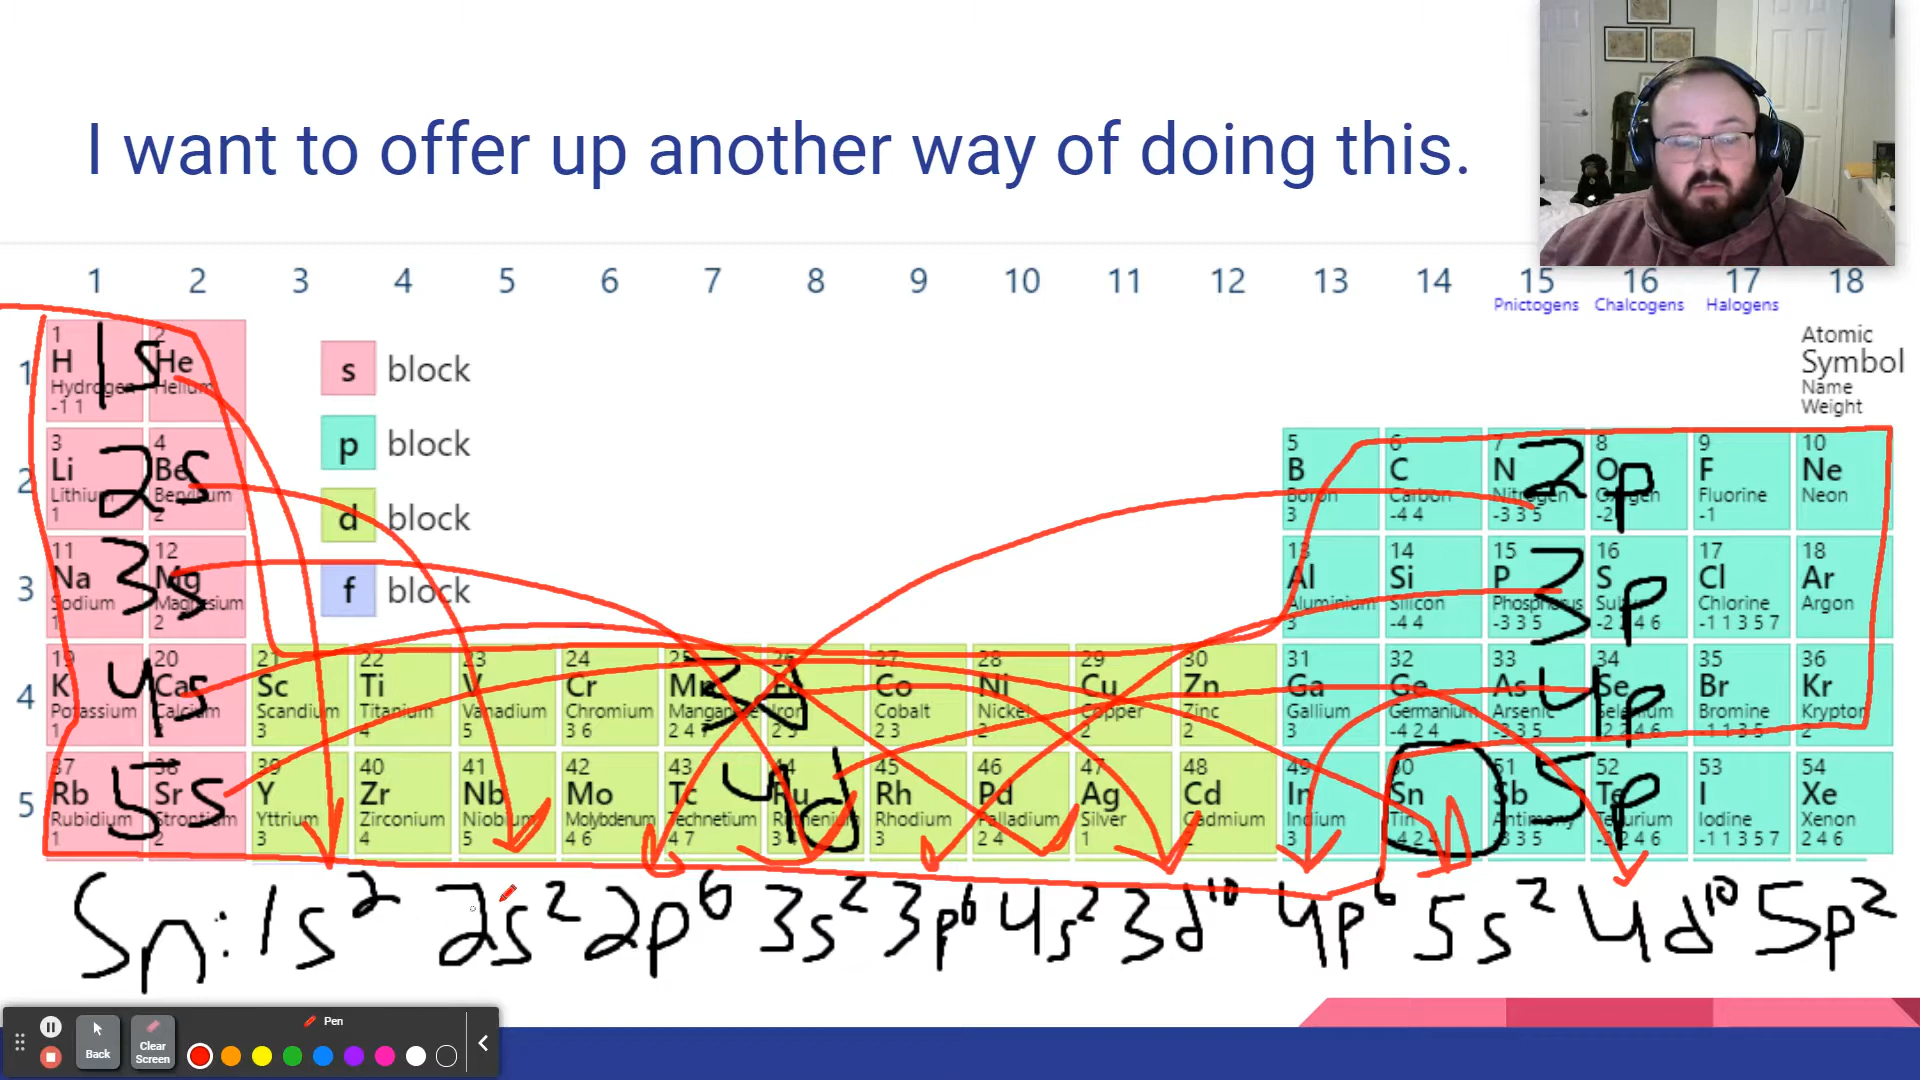 I want to offer up another way of doing this.
1 2 3 4 5 6 7 8 9 10 11 12 13 14 15 16 17 18
Pnictogens Chalcogens Halogens
Atomic
Symbol
Name
Weight
s block
p block
d block
f block
1
1 H Hydrogen -1 1
2 He Helium
1s
2
3 Li Lithium 1
4 Be Beryllium 2
2s
5 B Boron 3
6 C Carbon -4 4
7 N Nitrogen -3 3 5
8 O Oxygen -2
9 F Fluorine -1
10 Ne Neon
2p
3
11 Na Sodium 1
12 Mg Magnesium 2
3s
13 Al Aluminium 3
14 Si Silicon -4 4
15 P Phosphorus -3 3 5
16 S Sulfur -2 2 4 6
17 Cl Chlorine -1 1 3 5 7
18 Ar Argon
3p
4
19 K Potassium 1
20 Ca Calcium 2
4s
21 Sc Scandium 3
22 Ti Titanium 4
23 V Vanadium 5
24 Cr Chromium 3 6
25 Mn Manganese 2 4 7
26 Fe Iron 2 3
27 Co Cobalt 2 3
28 Ni Nickel 2
29 Cu Copper 2
30 Zn Zinc 2
3d
31 Ga Gallium 3
32 Ge Germanium -4 2 4
33 As Arsenic -3 3 5
34 Se Selenium -2 2 4 6
35 Br Bromine -1 1 3 5
36 Kr Krypton 2
4p
5
37 Rb Rubidium 1
38 Sr Strontium 2
5s
39 Y Yttrium 3
40 Zr Zirconium 4
41 Nb Niobium 5
42 Mo Molybdenum 4 6
43 Tc Technetium 4 7
44 Ru Ruthenium 3 4
45 Rh Rhodium 3
46 Pd Palladium 2 4
47 Ag Silver 1
48 Cd Cadmium 2
4d
49 In Indium 3
50 Sn Tin -4 2 4
51 Sb Antimony -3 3 5
52 Te Tellurium -2 2 4 6
53 I Iodine -1 1 3 5 7
54 Xe Xenon 2 4 6
5p
Sn: 1s² 2s² 2p⁶ 3s² 3p⁶ 4s² 3d¹⁰ 4p⁶ 5s² 4d¹⁰ 5p²
Pen
Back
Clear Screen